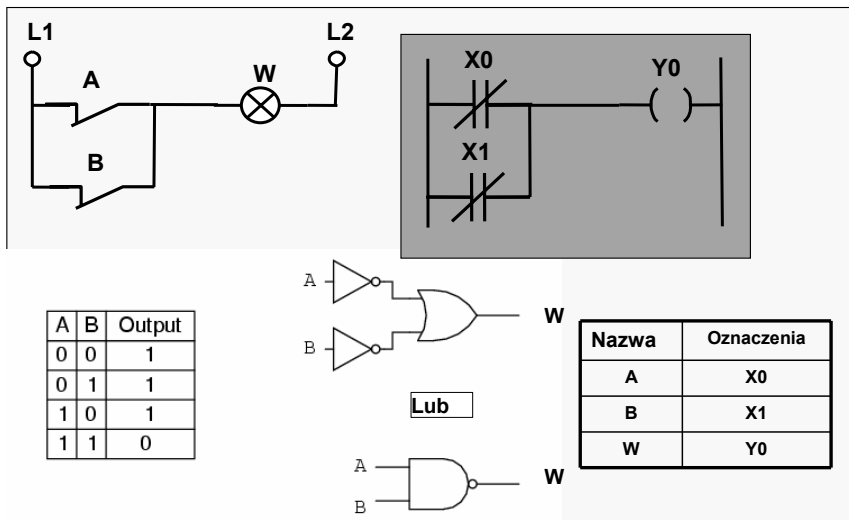 L1
L2
A
W
B
X0
Y0
X1
A
W
B
Lub
A
W
B
A B Output
0 0 1
0 1 1
1 0 1
1 1 0
Nazwa Oznaczenia
A X0
B X1
W Y0